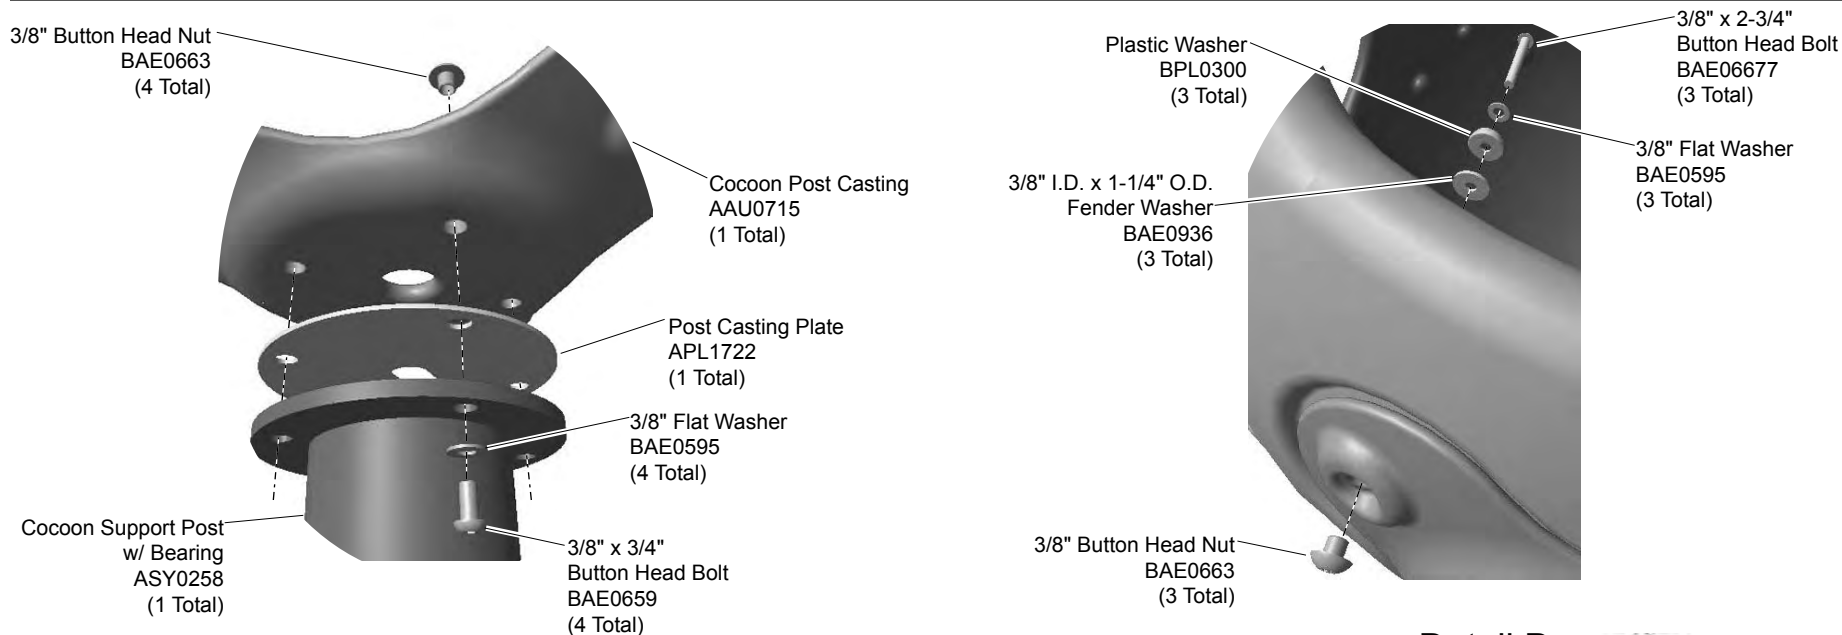 3/8" Button Head Nut
BAE0663
(4 Total)
Cocoon Post Casting
AAU0715
(1 Total)
Post Casting Plate
APL1722
(1 Total)
3/8" Flat Washer
BAE0595
(4 Total)
Cocoon Support Post
w/ Bearing
ASY0258
(1 Total)
3/8" x 3/4"
Button Head Bolt
BAE0659
(4 Total)
Plastic Washer
BPL0300
(3 Total)
3/8" x 2-3/4"
Button Head Bolt
BAE06677
(3 Total)
3/8" Flat Washer
BAE0595
(3 Total)
3/8" I.D. x 1-1/4" O.D.
Fender Washer
BAE0936
(3 Total)
3/8" Button Head Nut
BAE0663
(3 Total)